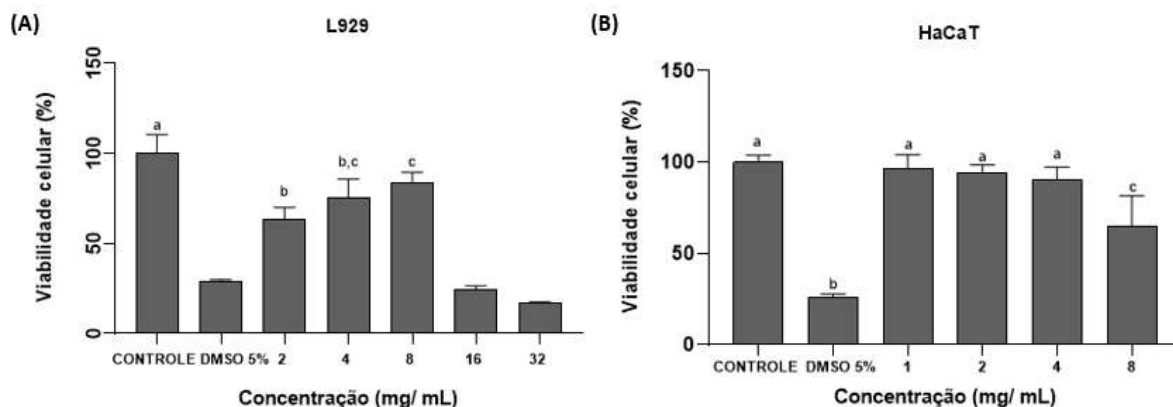 (A)
L929
Viabilidade celular (%)
150
100
50
0
a
b
b,c
c
CONTROLE DMSO 5% 2 4 8 16 32
Concentração (mg/ mL)
(B)
HaCaT
Viabilidade celular (%)
150
100
50
0
a
b
a
a
a
c
CONTROLE DMSO 5% 1 2 4 8
Concentração (mg/ mL)